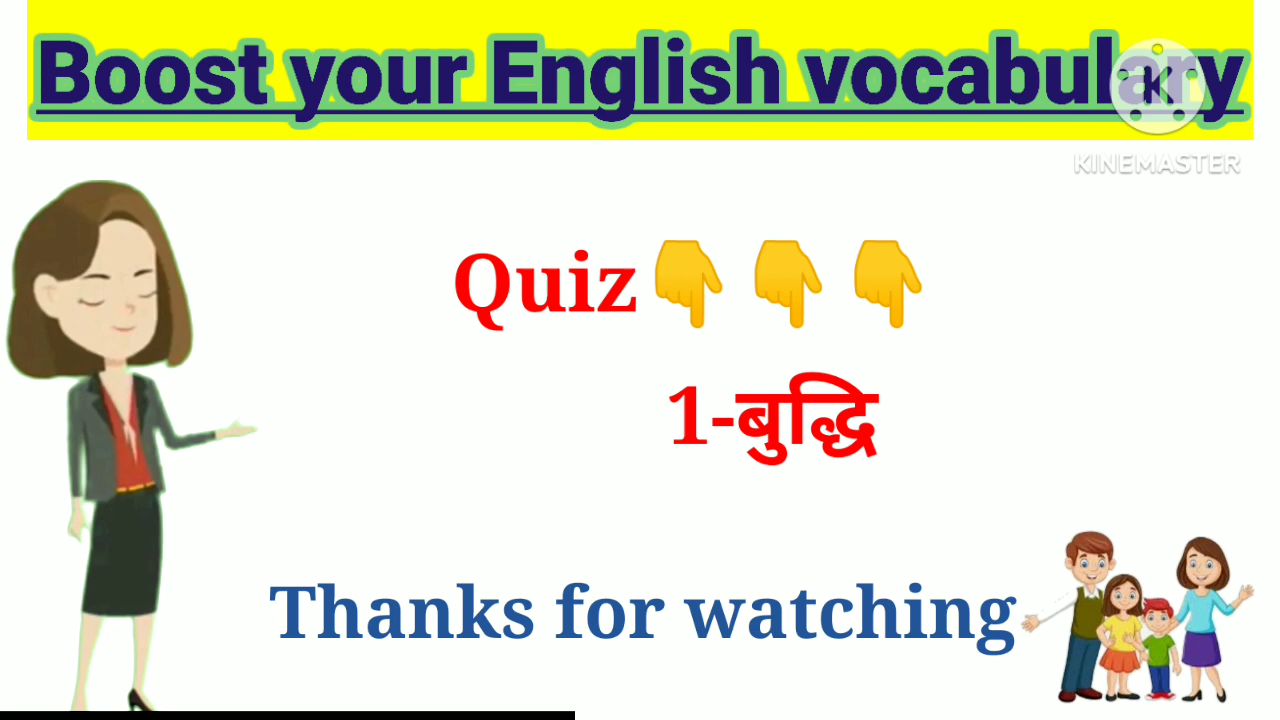 Boost your English vocabulary
K
KINEMASTER
Quiz👇👇👇
1-बुद्धि
Thanks for watching